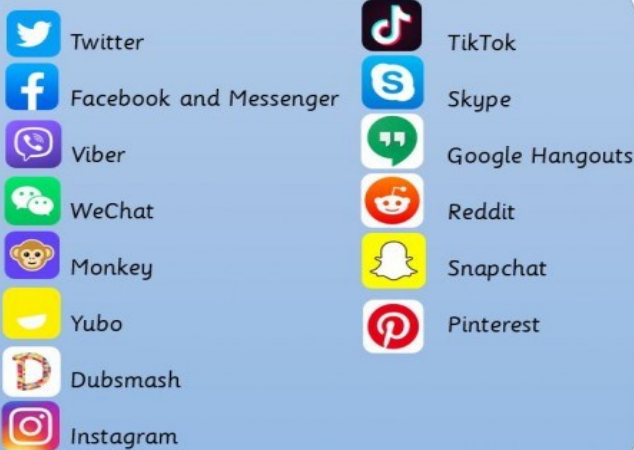 Twitter
Facebook and Messenger
Viber
WeChat
Monkey
Yubo
Dubsmash
Instagram
TikTok
Skype
Google Hangouts
Reddit
Snapchat
Pinterest